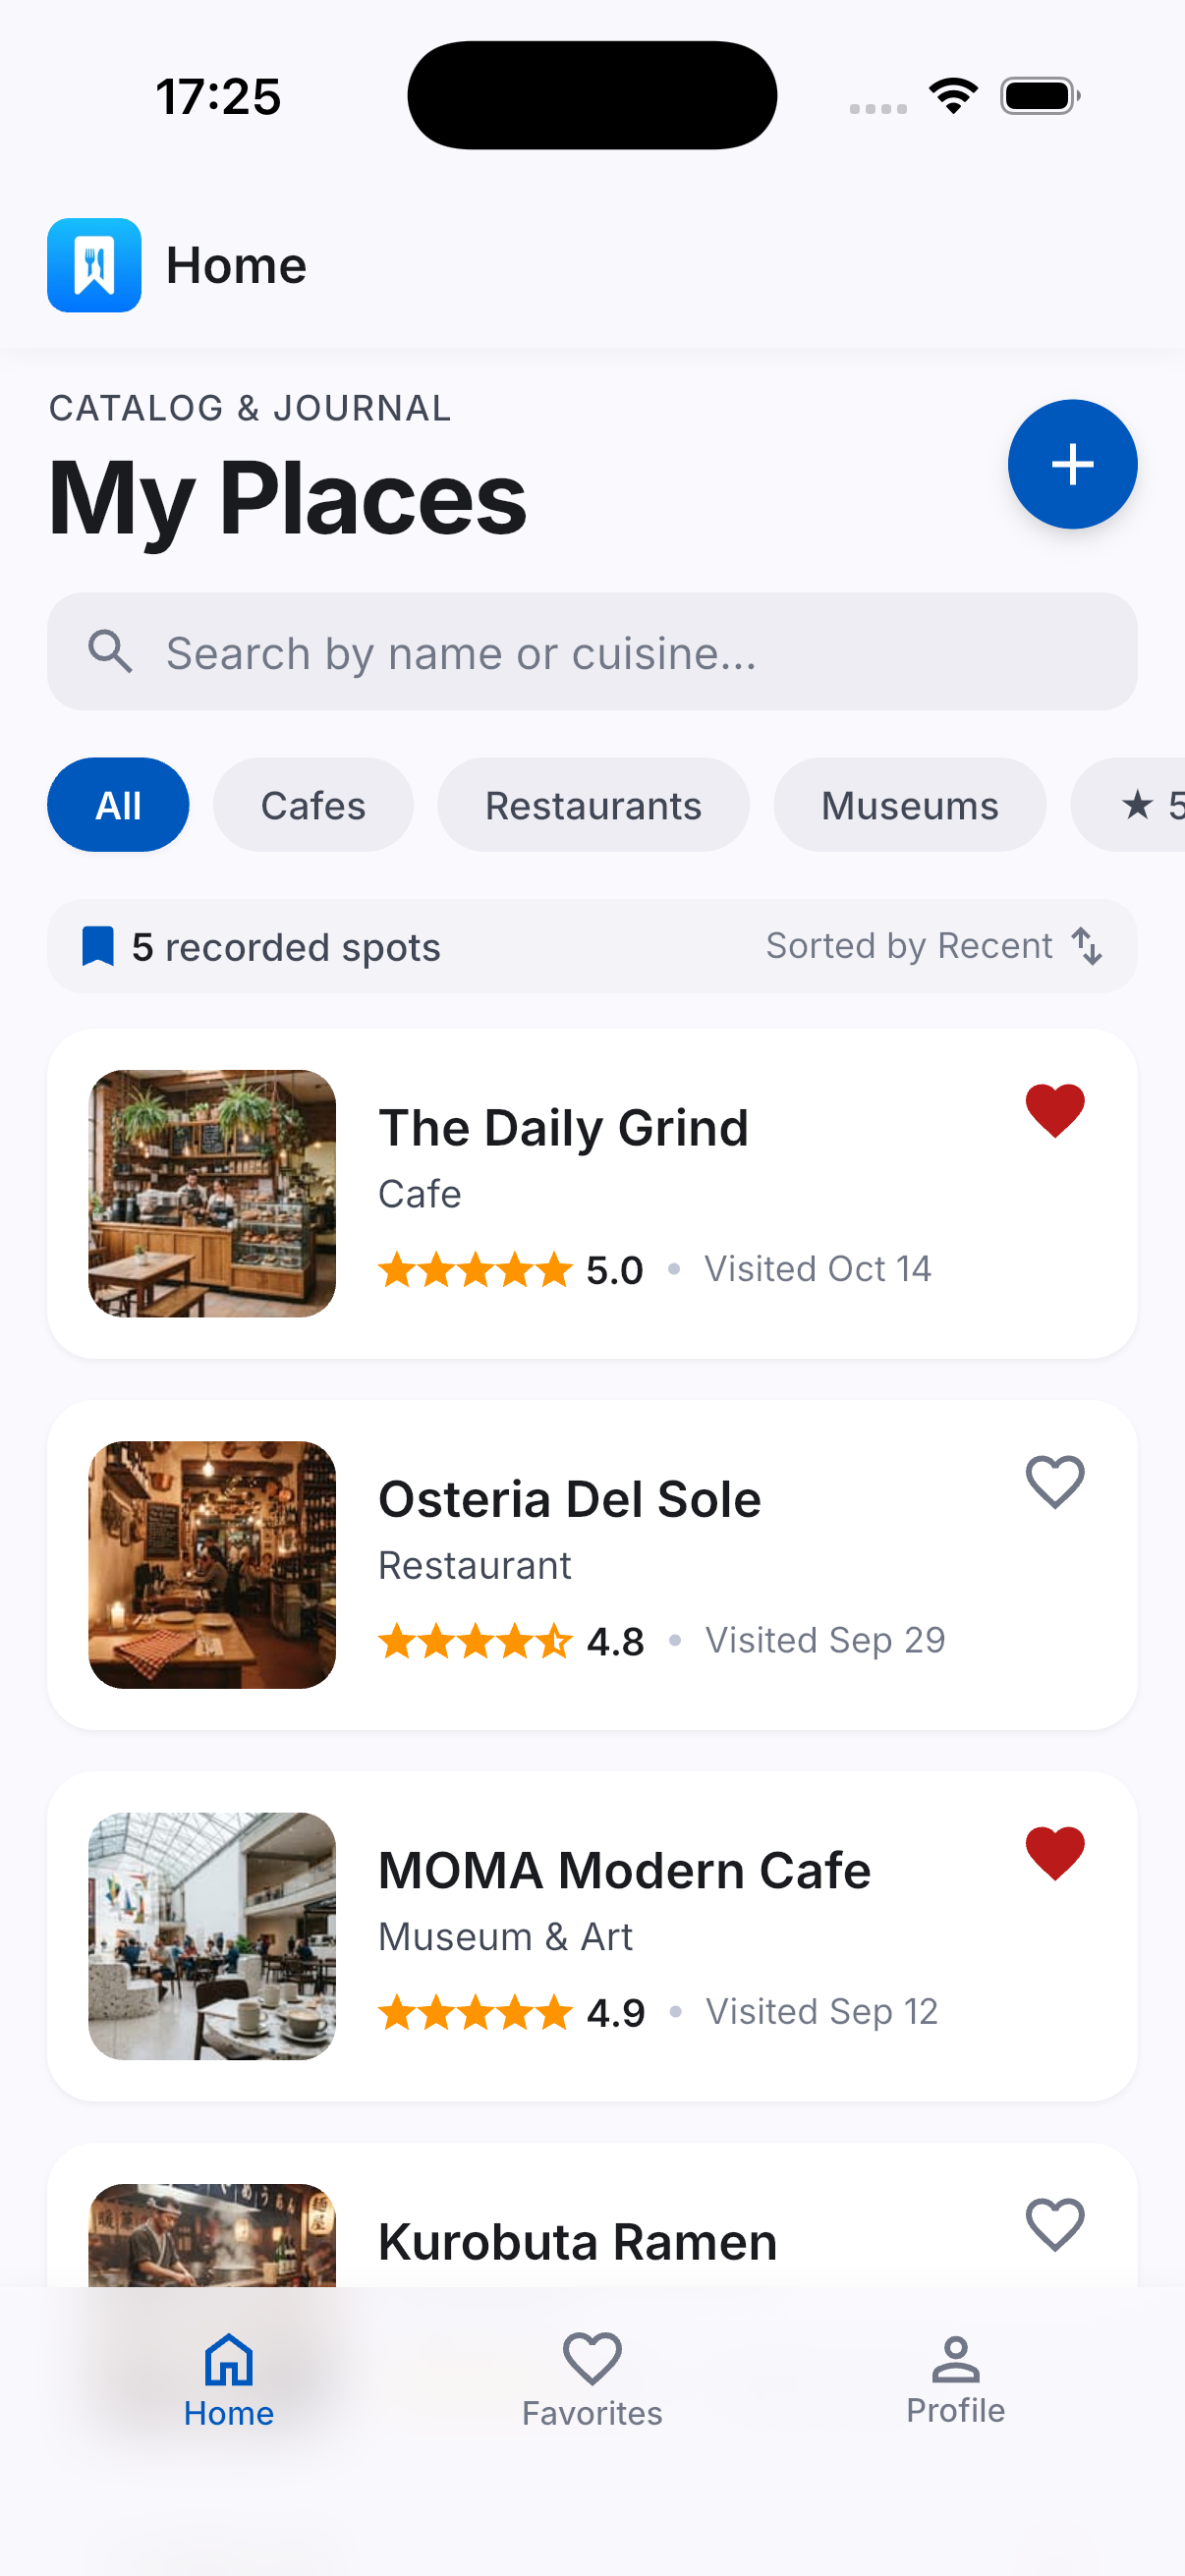 17:25
Home
CATALOG & JOURNAL
My Places
Search by name or cuisine...
All Cafes Restaurants Museums ★ 5
5 recorded spots Sorted by Recent
The Daily Grind
Cafe
5.0 • Visited Oct 14
Osteria Del Sole
Restaurant
4.8 • Visited Sep 29
MOMA Modern Cafe
Museum & Art
4.9 • Visited Sep 12
Kurobuta Ramen
Home Favorites Profile